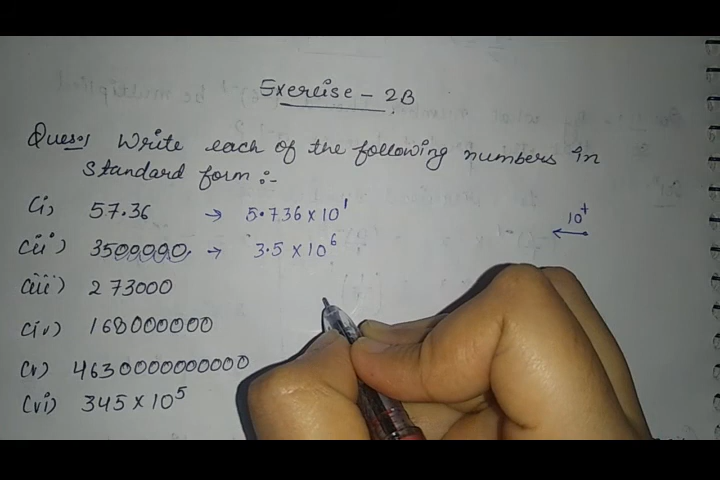 Exercise - 2B
Ques:1 Write each of the following numbers in
Standard form :-
(i) 57.36 → 5.736 × 10¹
10⁺
(ii) 3500000. → 3.5 × 10⁶
(iii) 273000
(iv) 168000000
(v) 4630000000000
(vi) 345 × 10⁵